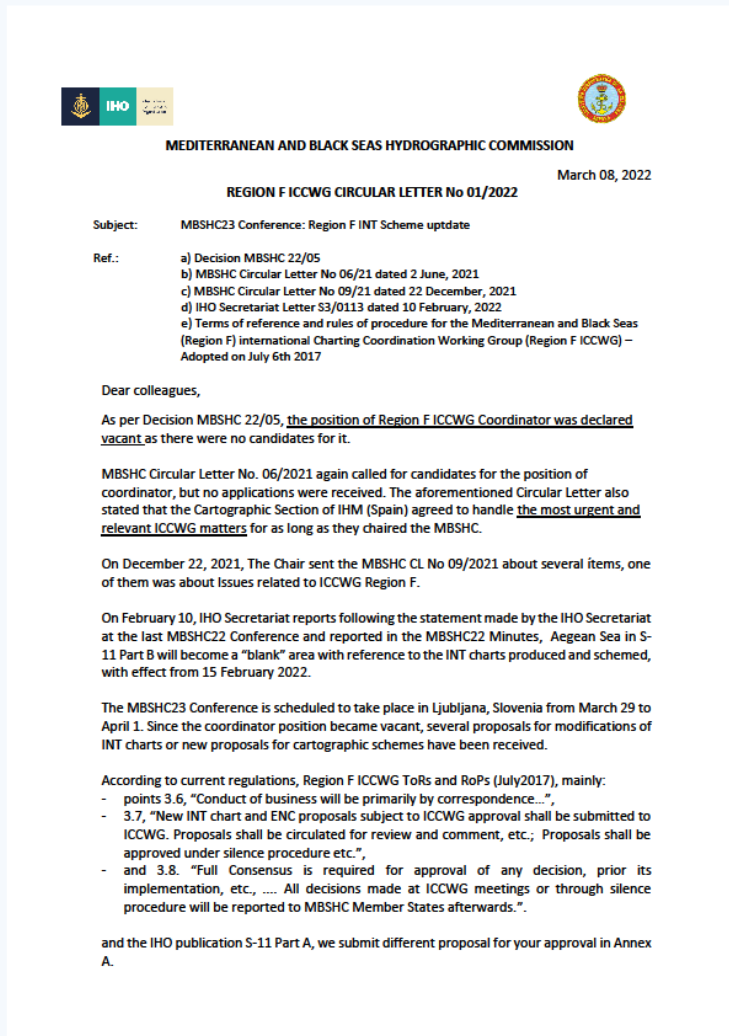 IHO
MEDITERRANEAN AND BLACK SEAS HYDROGRAPHIC COMMISSION
March 08, 2022
REGION F ICCWG CIRCULAR LETTER No 01/2022
Subject: MBSHC23 Conference: Region F INT Scheme uptdate
Ref.: a) Decision MBSHC 22/05
b) MBSHC Circular Letter No 06/21 dated 2 June, 2021
c) MBSHC Circular Letter No 09/21 dated 22 December, 2021
d) IHO Secretariat Letter S3/0113 dated 10 February, 2022
e) Terms of reference and rules of procedure for the Mediterranean and Black Seas
(Region F) international Charting Coordination Working Group (Region F ICCWG) –
Adopted on July 6th 2017
Dear colleagues,
As per Decision MBSHC 22/05, the position of Region F ICCWG Coordinator was declared
vacant as there were no candidates for it.
MBSHC Circular Letter No. 06/2021 again called for candidates for the position of
coordinator, but no applications were received. The aforementioned Circular Letter also
stated that the Cartographic Section of IHM (Spain) agreed to handle the most urgent and
relevant ICCWG matters for as long as they chaired the MBSHC.
On December 22, 2021, The Chair sent the MBSHC CL No 09/2021 about several ítems, one
of them was about Issues related to ICCWG Region F.
On February 10, IHO Secretariat reports following the statement made by the IHO Secretariat
at the last MBSHC22 Conference and reported in the MBSHC22 Minutes, Aegean Sea in S-
11 Part B will become a “blank” area with reference to the INT charts produced and schemed,
with effect from 15 February 2022.
The MBSHC23 Conference is scheduled to take place in Ljubljana, Slovenia from March 29 to
April 1. Since the coordinator position became vacant, several proposals for modifications of
INT charts or new proposals for cartographic schemes have been received.
According to current regulations, Region F ICCWG ToRs and RoPs (July2017), mainly:
- points 3.6, “Conduct of business will be primarily by correspondence…”,
- 3.7, “New INT chart and ENC proposals subject to ICCWG approval shall be submitted to
ICCWG. Proposals shall be circulated for review and comment, etc.; Proposals shall be
approved under silence procedure etc.”,
- and 3.8. “Full Consensus is required for approval of any decision, prior its
implementation, etc., .... All decisions made at ICCWG meetings or through silence
procedure will be reported to MBSHC Member States afterwards.”.
and the IHO publication S-11 Part A, we submit different proposal for your approval in Annex
A.